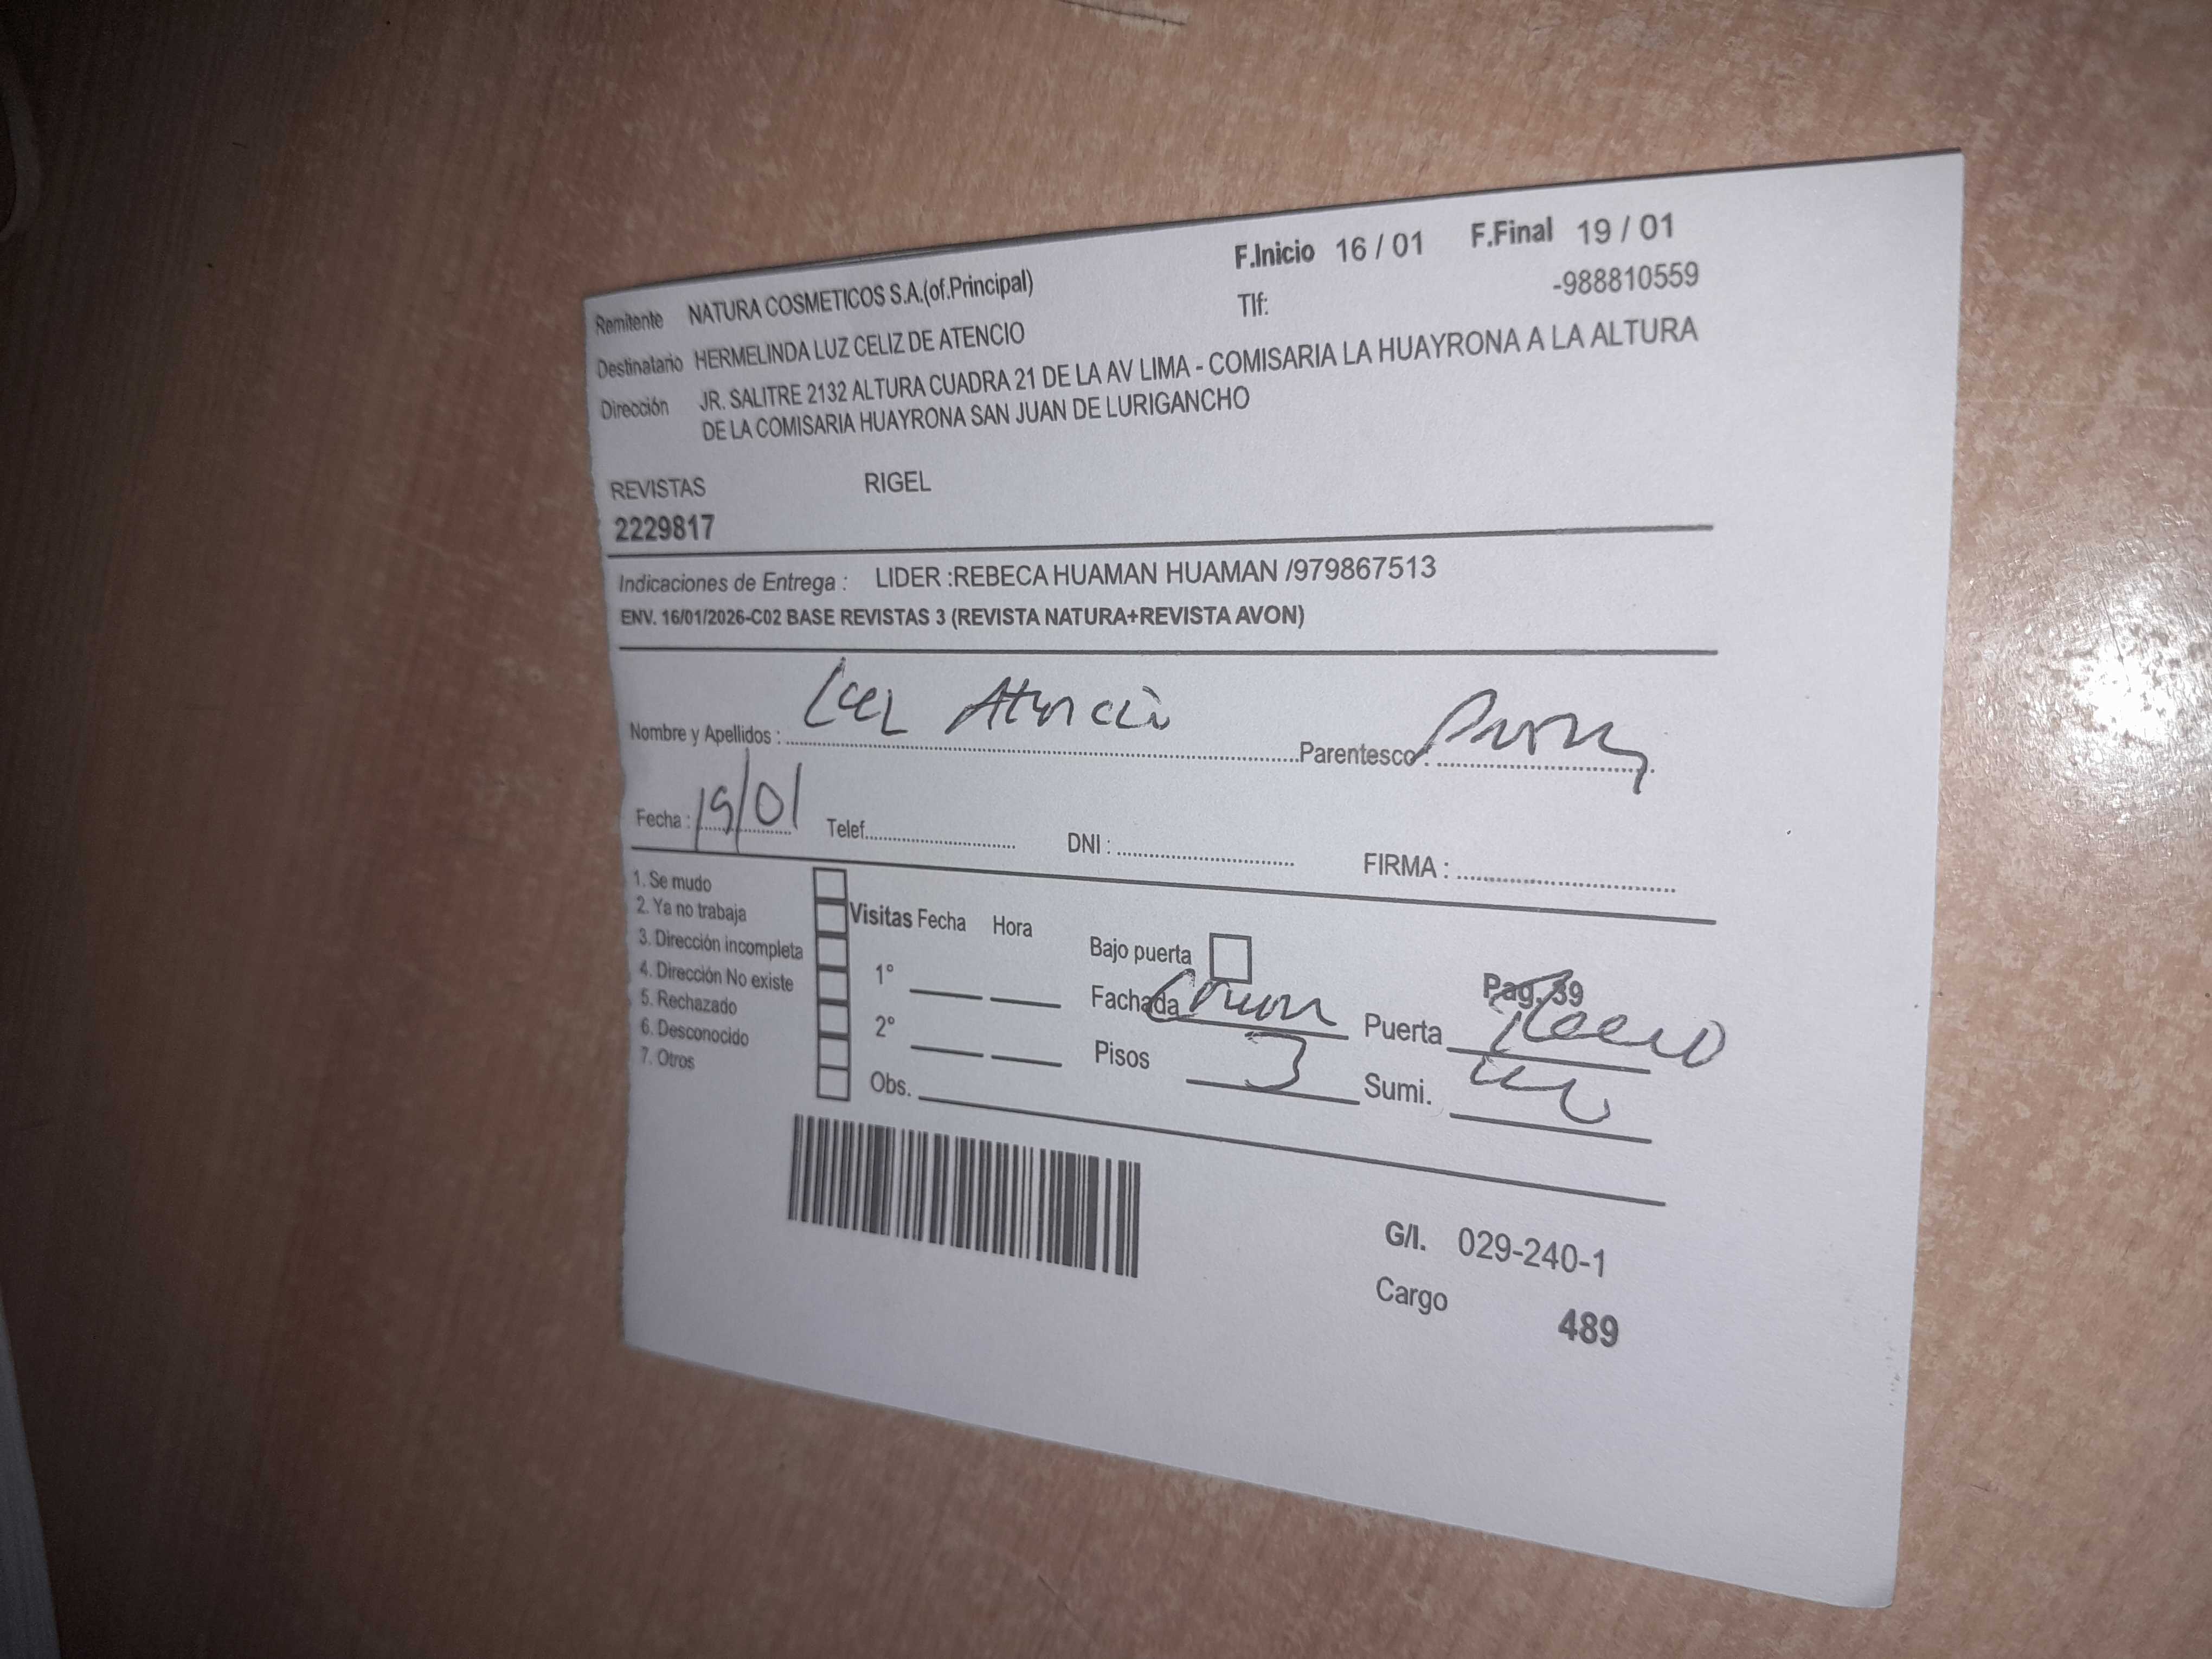 F.Inicio 16 / 01 F.Final 19 / 01
Remitente NATURA COSMETICOS S.A.(of.Principal) Tlf: -988810559
Destinatario HERMELINDA LUZ CELIZ DE ATENCIO
Dirección JR. SALITRE 2132 ALTURA CUADRA 21 DE LA AV LIMA - COMISARIA LA HUAYRONA A LA ALTURA
DE LA COMISARIA HUAYRONA SAN JUAN DE LURIGANCHO
REVISTAS RIGEL
2229817
Indicaciones de Entrega : LIDER :REBECA HUAMAN HUAMAN /979867513
ENV. 16/01/2026-C02 BASE REVISTAS 3 (REVISTA NATURA+REVISTA AVON)
Nombre y Apellidos : Luz Atencio Parentesco :
Fecha : 19/01 Telef. DNI : FIRMA :
1. Se mudo
2. Ya no trabaja
3. Dirección incompleta
4. Dirección No existe
5. Rechazado
6. Desconocido
7. Otros
Visitas Fecha Hora
1°
2°
Obs.
Bajo puerta
Pag. 39
Fachada Puerta
Pisos 3 Sumi.
G/I. 029-240-1
Cargo 489